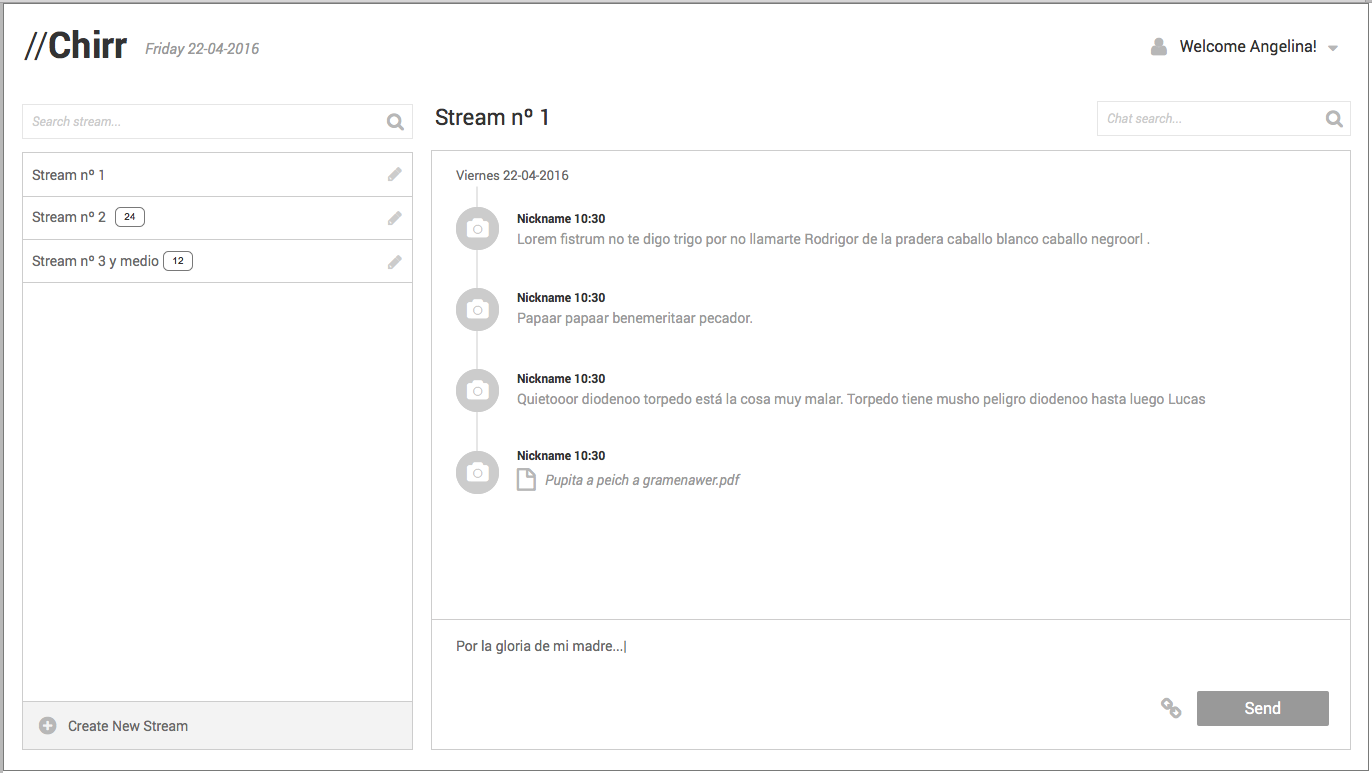 //Chirr Friday 22-04-2016
Welcome Angelina!
Search stream...
Stream nº 1
Stream nº 2 24
Stream nº 3 y medio 12
Create New Stream
Stream nº 1
Chat search...
Viernes 22-04-2016
Nickname 10:30
Lorem fistrum no te digo trigo por no llamarte Rodrigor de la pradera caballo blanco caballo negroorl .
Nickname 10:30
Papaar papaar benemeritaar pecador.
Nickname 10:30
Quietooor diodenoo torpedo está la cosa muy malar. Torpedo tiene musho peligro diodenoo hasta luego Lucas
Nickname 10:30
Pupita a peich a gramenawer.pdf
Por la gloria de mi madre...|
Send